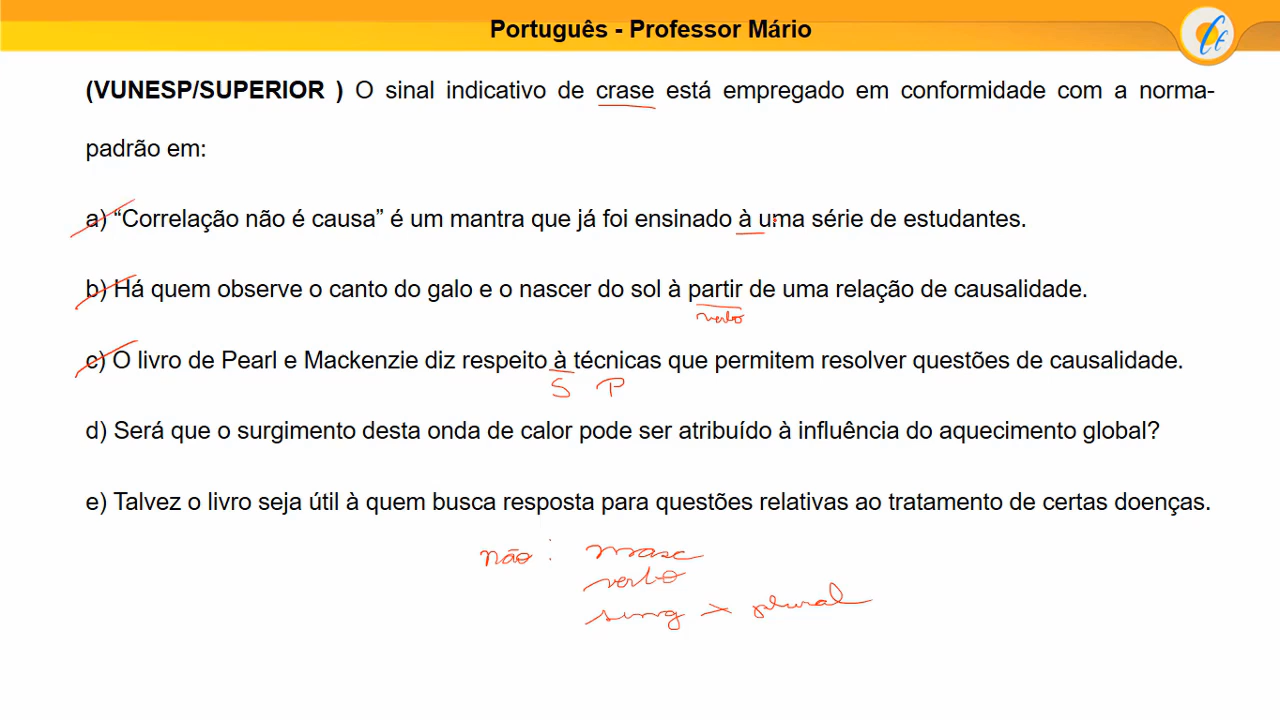 Português - Professor Mário
(VUNESP/SUPERIOR ) O sinal indicativo de crase está empregado em conformidade com a norma-
padrão em:
a) “Correlação não é causa” é um mantra que já foi ensinado à uma série de estudantes.
b) Há quem observe o canto do galo e o nascer do sol à partir de uma relação de causalidade.
verbo
c) O livro de Pearl e Mackenzie diz respeito à técnicas que permitem resolver questões de causalidade.
S P
d) Será que o surgimento desta onda de calor pode ser atribuído à influência do aquecimento global?
e) Talvez o livro seja útil à quem busca resposta para questões relativas ao tratamento de certas doenças.
não : masc
verbo
sing x plural